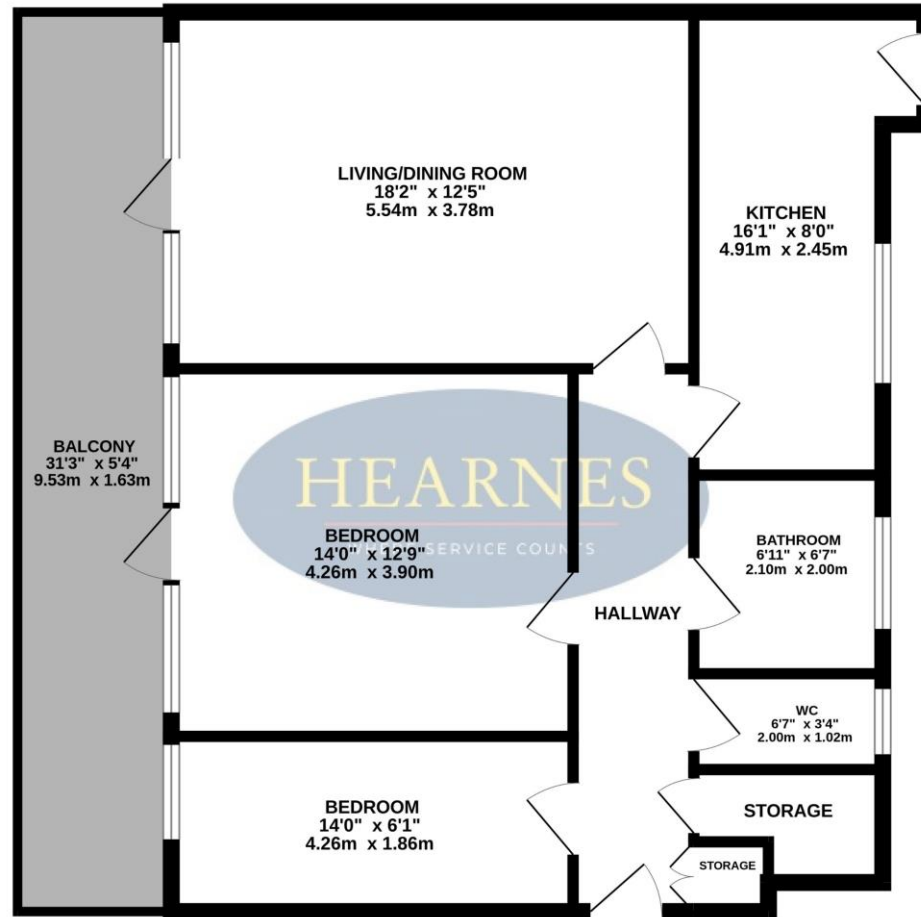 LIVING/DINING ROOM
18'2" x 12'5"
5.54m x 3.78m
KITCHEN
16'1" x 8'0"
4.91m x 2.45m
BALCONY
31'3" x 5'4"
9.53m x 1.63m
HEARNES
WHERE SERVICE COUNTS
BEDROOM
14'0" x 12'9"
4.26m x 3.90m
BATHROOM
6'11" x 6'7"
2.10m x 2.00m
HALLWAY
WC
6'7" x 3'4"
2.00m x 1.02m
BEDROOM
14'0" x 6'1"
4.26m x 1.86m
STORAGE
STORAGE